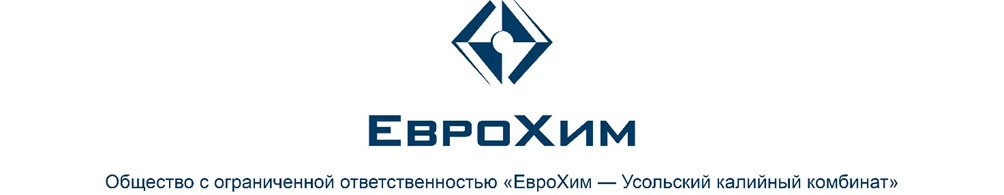 ЕвроХим
Общество с ограниченной ответственностью «ЕвроХим — Усольский калийный комбинат»